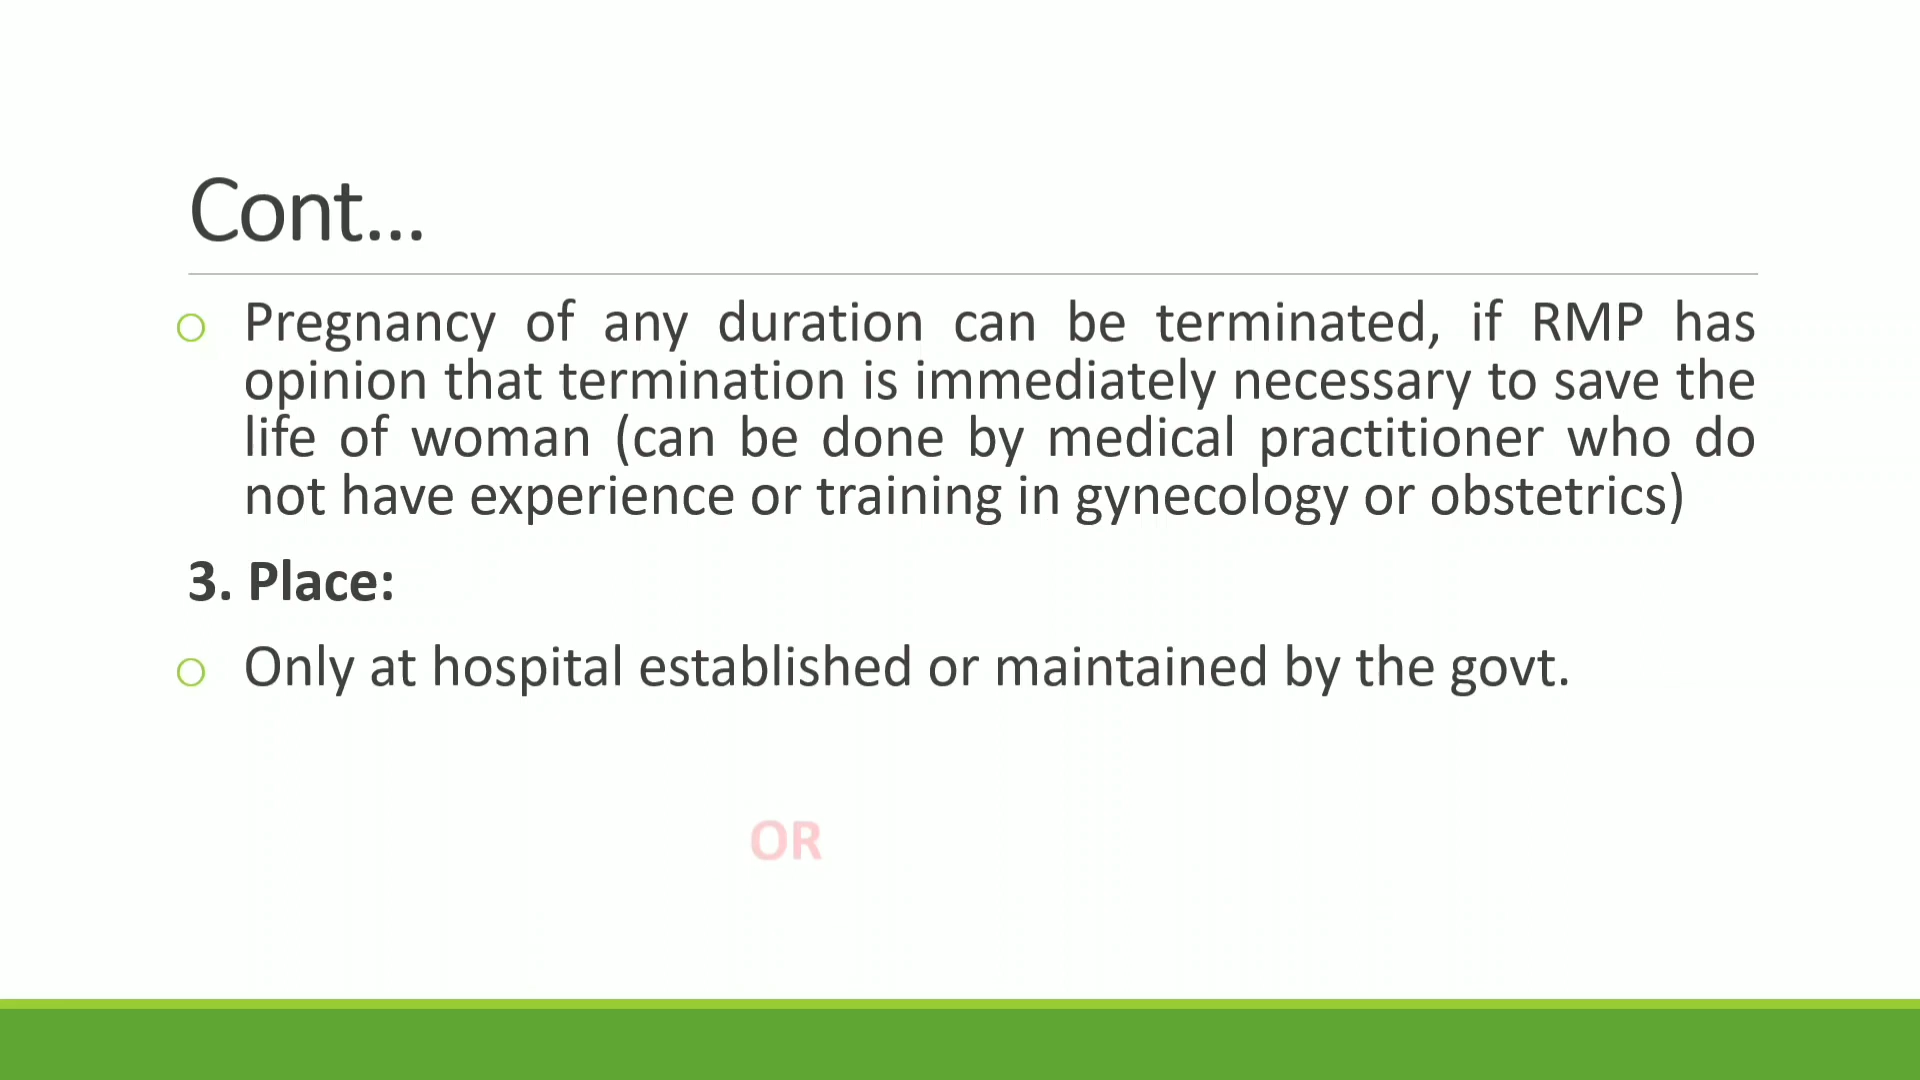 Cont...
Pregnancy of any duration can be terminated, if RMP has
opinion that termination is immediately necessary to save the
life of woman (can be done by medical practitioner who do
not have experience or training in gynecology or obstetrics)
3. Place:
Only at hospital established or maintained by the govt.
OR